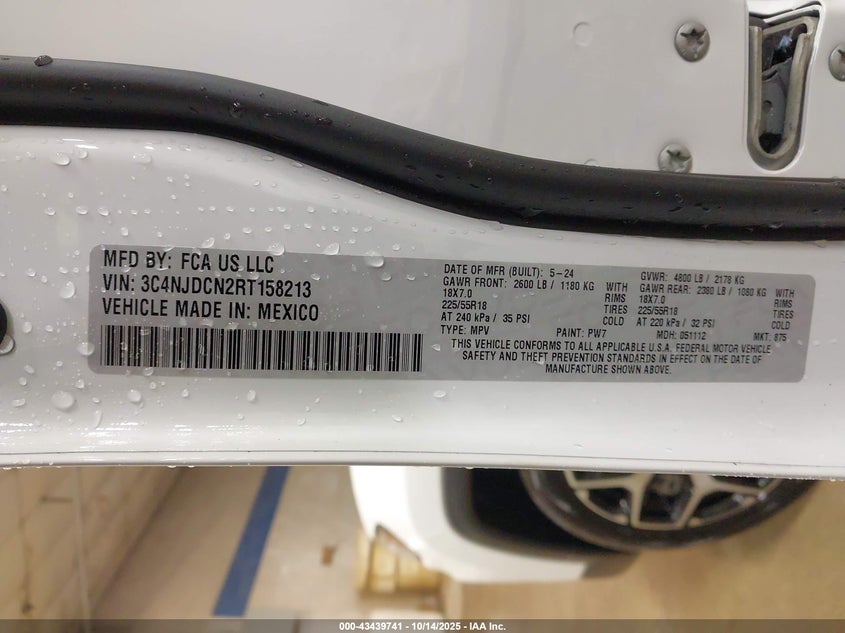 MFD BY: FCA US LLC
VIN: 3C4NJDCN2RT158213
VEHICLE MADE IN: MEXICO
DATE OF MFR (BUILT): 5-24
GAWR FRONT: 2600 LB / 1180 KG WITH
18X7.0 RIMS
225/55R18 TIRES
AT 240 kPa / 35 PSI COLD
TYPE: MPV PAINT: PW7
GVWR: 4800 LB / 2178 KG
GAWR REAR: 2380 LB / 1080 KG WITH
18X7.0 RIMS
225/55R18 TIRES
AT 220 kPa / 32 PSI COLD
MDH: 051112 MKT: 875
THIS VEHICLE CONFORMS TO ALL APPLICABLE U.S.A. FEDERAL MOTOR VEHICLE
SAFETY AND THEFT PREVENTION STANDARDS IN EFFECT ON THE DATE OF
MANUFACTURE SHOWN ABOVE.
000-43439741 - 10/14/2025 - IAA Inc.